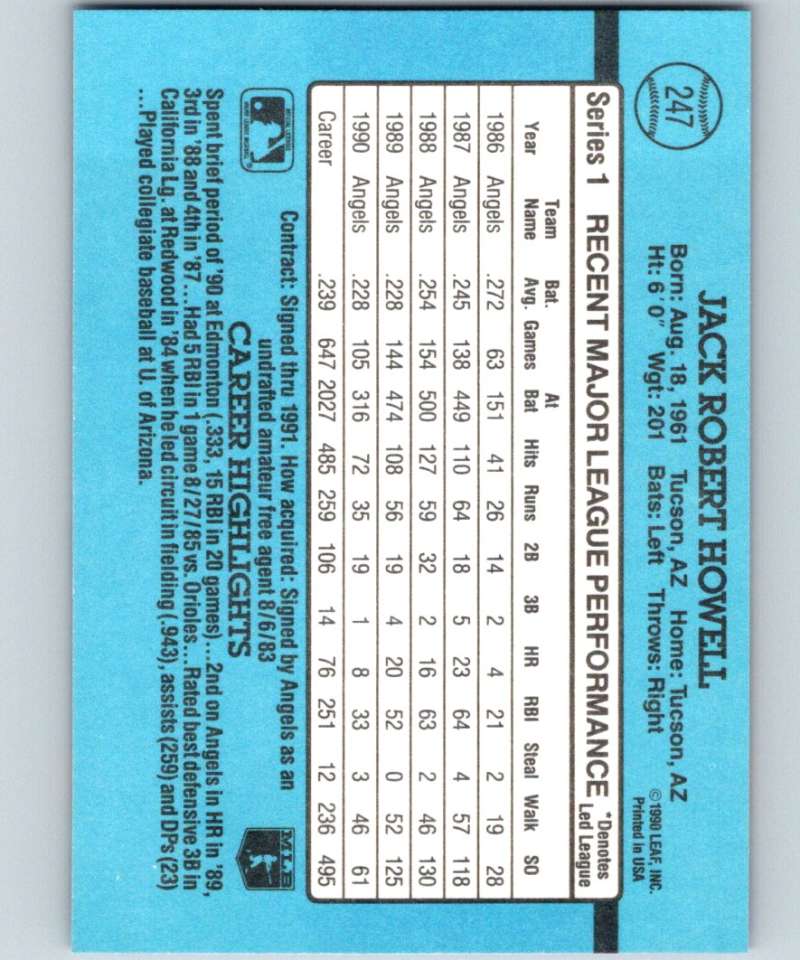 247
JACK ROBERT HOWELL
Born: Aug. 18, 1961 Tucson, AZ Home: Tucson, AZ
Ht: 6'0" Wgt: 201 Bats: Left Throws: Right
© 1990 LEAF, INC.
Printed in USA
Series 1 RECENT MAJOR LEAGUE PERFORMANCE *Denotes Led League
Year Team Name Bat. Avg. Games At Bat Hits Runs 2B 3B HR RBI Steal Walk SO
1986 Angels .272 63 151 41 26 14 2 4 21 2 19 28
1987 Angels .245 138 449 110 64 18 5 23 64 4 57 118
1988 Angels .254 154 500 127 59 32 2 16 63 2 46 130
1989 Angels .228 144 474 108 56 19 4 20 52 0 52 125
1990 Angels .228 105 316 72 35 19 1 8 33 3 46 61
Career .239 647 2027 485 259 106 14 76 251 12 236 495
Contract: Signed thru 1991. How acquired: Signed by Angels as an
undrafted amateur free agent 8/6/83
MLB
CAREER HIGHLIGHTS
Spent brief period of '90 at Edmonton (.333, 15 RBI in 20 games)...2nd on Angels in HR in '89,
3rd in '88 and 4th in '87...Had 5 RBI in 1 game 8/27/85 vs. Orioles...Rated best defensive 3B in
California Lg. at Redwood in '84 when he led circuit in fielding (.943), assists (259) and DPs (23)
...Played collegiate baseball at U. of Arizona.